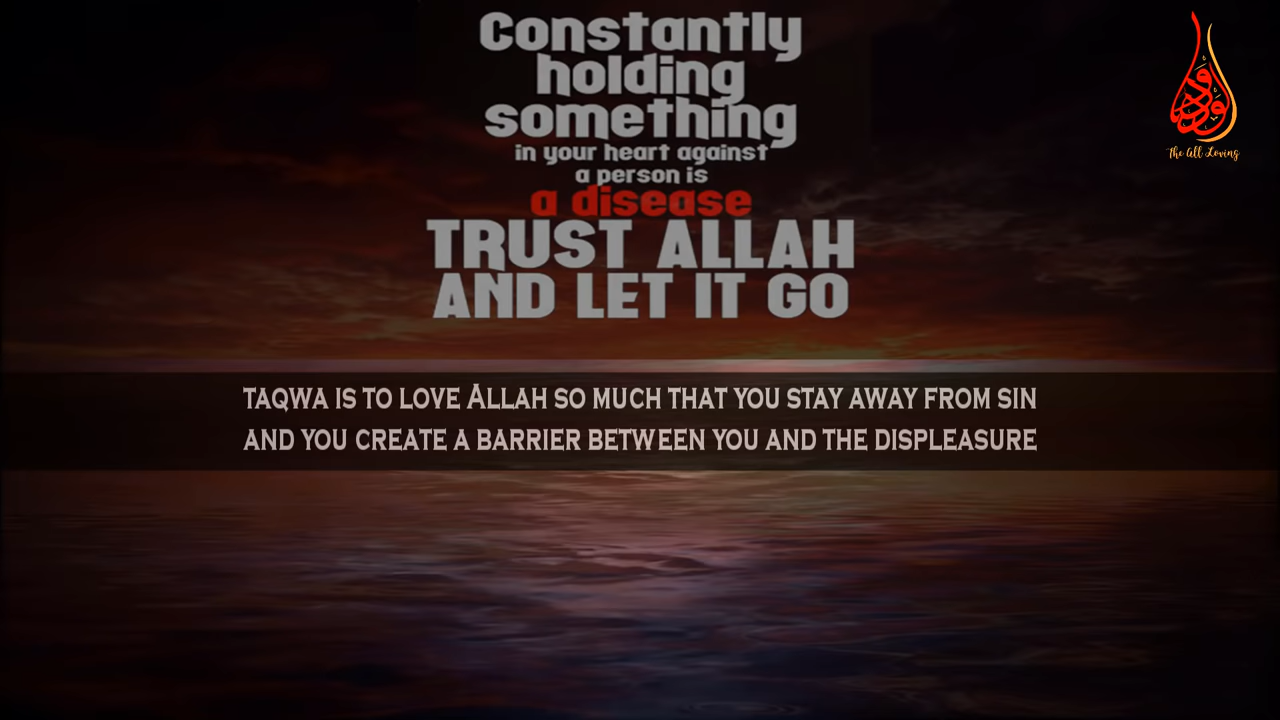 Constantly
holding
something
in your heart against
a person is
a disease
TRUST ALLAH
AND LET IT GO
The All Loving
TAQWA IS TO LOVE ALLAH SO MUCH THAT YOU STAY AWAY FROM SIN
AND YOU CREATE A BARRIER BETWEEN YOU AND THE DISPLEASURE